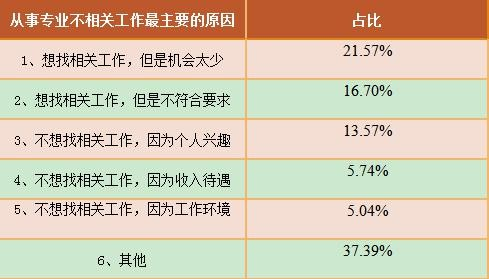 从事专业不相关工作最主要的原因 占比
1、想找相关工作，但是机会太少 21.57%
2、想找相关工作，但是不符合要求 16.70%
3、不想找相关工作，因为个人兴趣 13.57%
4、不想找相关工作，因为收入待遇 5.74%
5、不想找相关工作，因为工作环境 5.04%
6、其他 37.39%